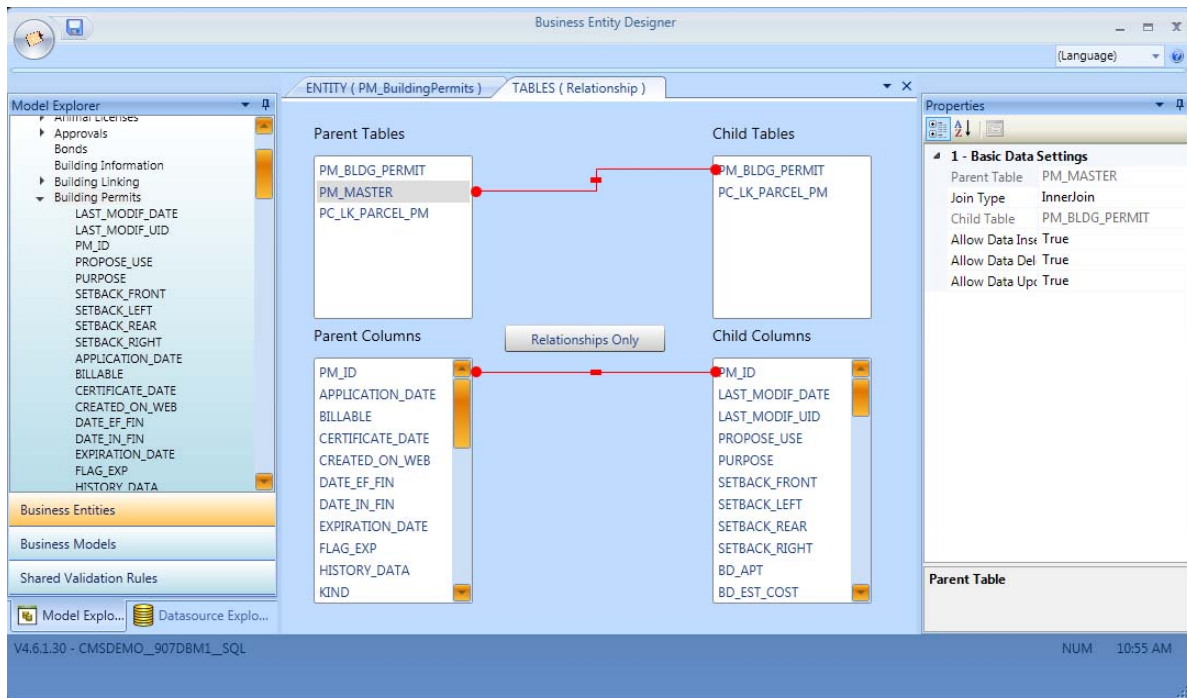 Business Entity Designer
(Language)
Model Explorer
Animal Licenses
Approvals
Bonds
Building Information
Building Linking
Building Permits
LAST_MODIF_DATE
LAST_MODIF_UID
PM_ID
PROPOSE_USE
PURPOSE
SETBACK_FRONT
SETBACK_LEFT
SETBACK_REAR
SETBACK_RIGHT
APPLICATION_DATE
BILLABLE
CERTIFICATE_DATE
CREATED_ON_WEB
DATE_EF_FIN
DATE_IN_FIN
EXPIRATION_DATE
FLAG_EXP
HISTORY_DATA
Business Entities
Business Models
Shared Validation Rules
Model Explo...
Datasource Explo...
ENTITY ( PM_BuildingPermits )
TABLES ( Relationship )
Parent Tables
PM_BLDG_PERMIT
PM_MASTER
PC_LK_PARCEL_PM
Child Tables
PM_BLDG_PERMIT
PC_LK_PARCEL_PM
Parent Columns
Relationships Only
Child Columns
PM_ID
APPLICATION_DATE
BILLABLE
CERTIFICATE_DATE
CREATED_ON_WEB
DATE_EF_FIN
DATE_IN_FIN
EXPIRATION_DATE
FLAG_EXP
HISTORY_DATA
KIND
PM_ID
LAST_MODIF_DATE
LAST_MODIF_UID
PROPOSE_USE
PURPOSE
SETBACK_FRONT
SETBACK_LEFT
SETBACK_REAR
SETBACK_RIGHT
BD_APT
BD_EST_COST
Properties
1 - Basic Data Settings
Parent Table PM_MASTER
Join Type InnerJoin
Child Table PM_BLDG_PERMIT
Allow Data Inse True
Allow Data Del True
Allow Data Upd True
Parent Table
V4.6.1.30 - CMSDEMO__907DBM1__SQL
NUM 10:55 AM